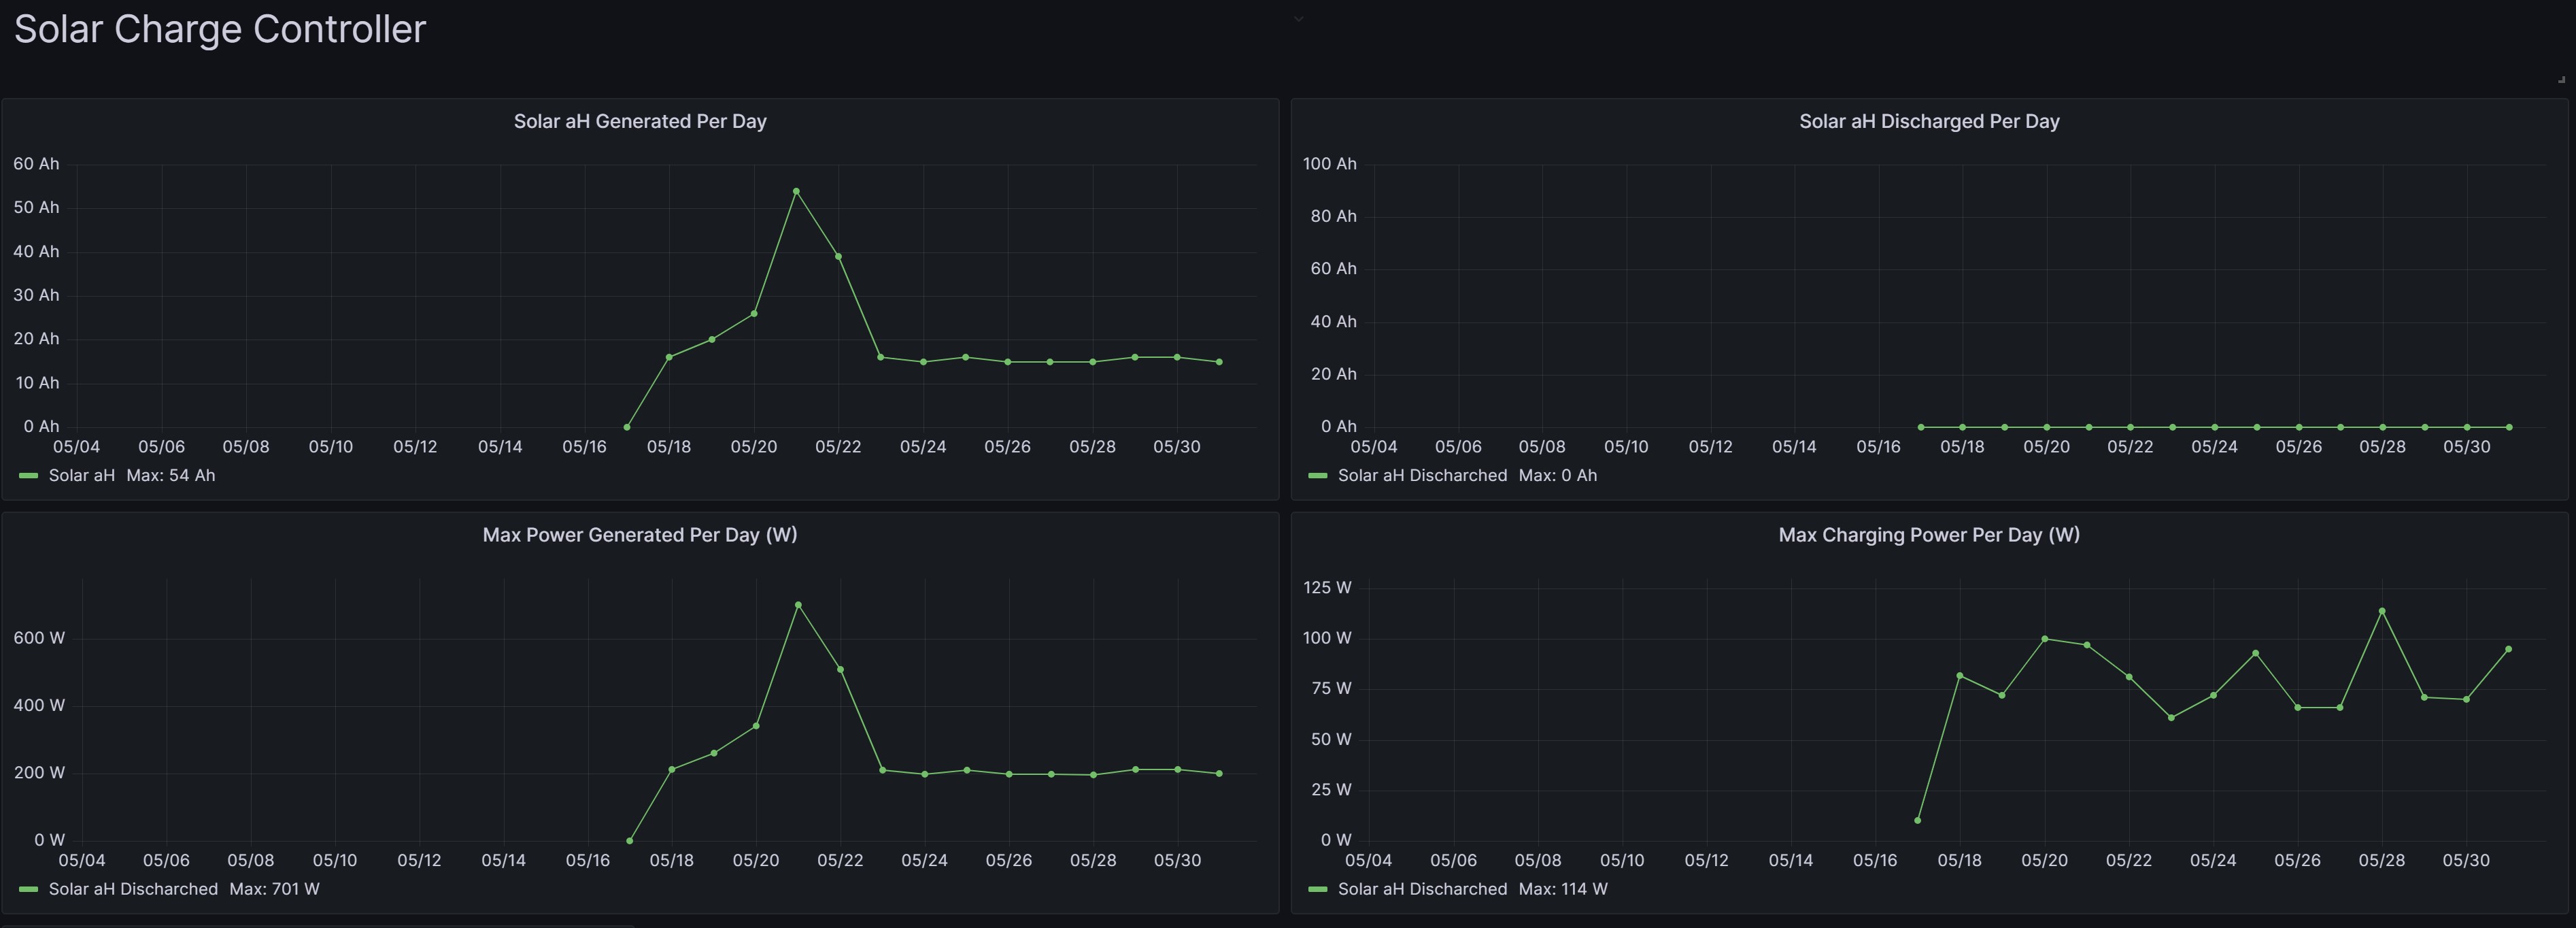 Solar Charge Controller
Solar aH Generated Per Day
60 Ah
50 Ah
40 Ah
30 Ah
20 Ah
10 Ah
0 Ah
05/04 05/06 05/08 05/10 05/12 05/14 05/16 05/18 05/20 05/22 05/24 05/26 05/28 05/30
Solar aH Max: 54 Ah
Solar aH Discharged Per Day
100 Ah
80 Ah
60 Ah
40 Ah
20 Ah
0 Ah
05/04 05/06 05/08 05/10 05/12 05/14 05/16 05/18 05/20 05/22 05/24 05/26 05/28 05/30
Solar aH Discharched Max: 0 Ah
Max Power Generated Per Day (W)
600 W
400 W
200 W
0 W
05/04 05/06 05/08 05/10 05/12 05/14 05/16 05/18 05/20 05/22 05/24 05/26 05/28 05/30
Solar aH Discharched Max: 701 W
Max Charging Power Per Day (W)
125 W
100 W
75 W
50 W
25 W
0 W
05/04 05/06 05/08 05/10 05/12 05/14 05/16 05/18 05/20 05/22 05/24 05/26 05/28 05/30
Solar aH Discharched Max: 114 W